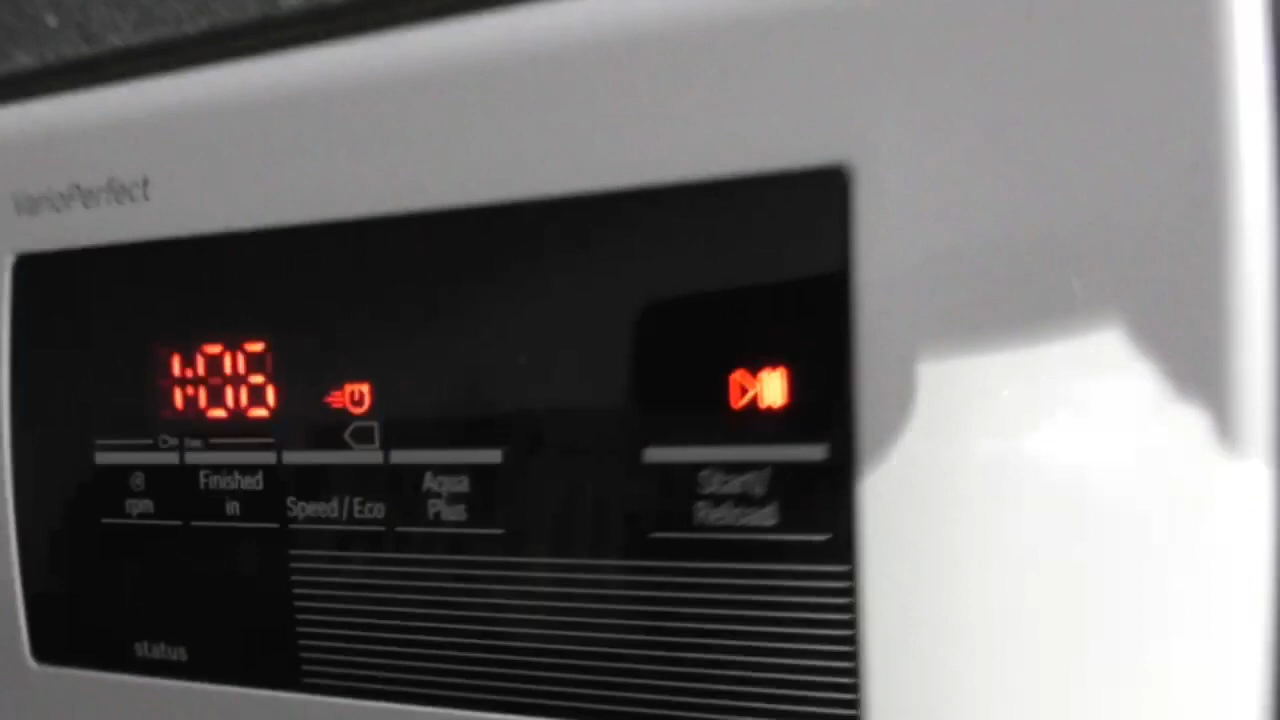 VarioPerfect
1:06
Finished
in
rpm
Speed / Eco
Aqua
Plus
Start/
Reload
status